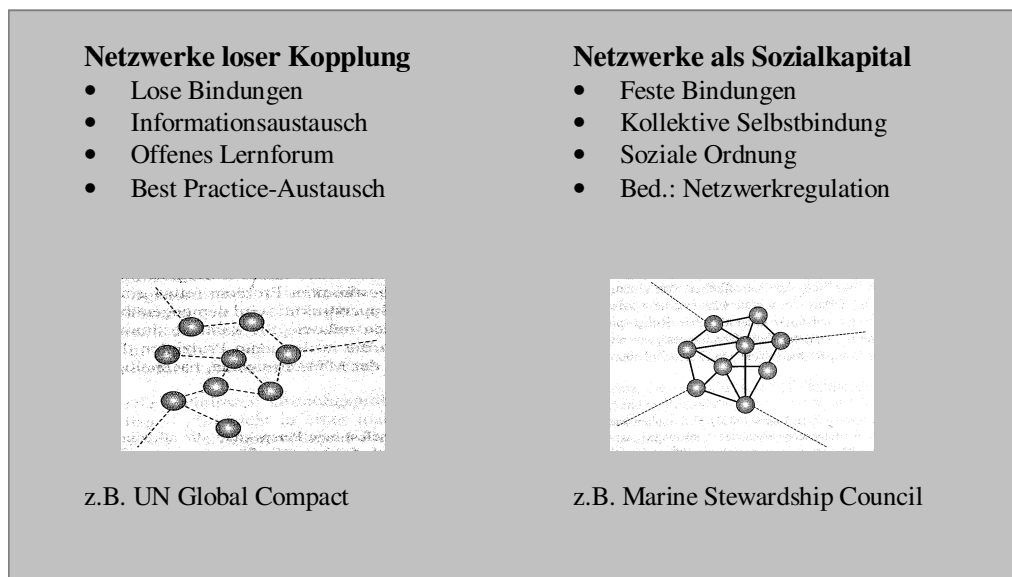 Netzwerke loser Kopplung
• Lose Bindungen
• Informationsaustausch
• Offenes Lernforum
• Best Practice-Austausch
z.B. UN Global Compact
Netzwerke als Sozialkapital
• Feste Bindungen
• Kollektive Selbstbindung
• Soziale Ordnung
• Bed.: Netzwerkregulation
z.B. Marine Stewardship Council